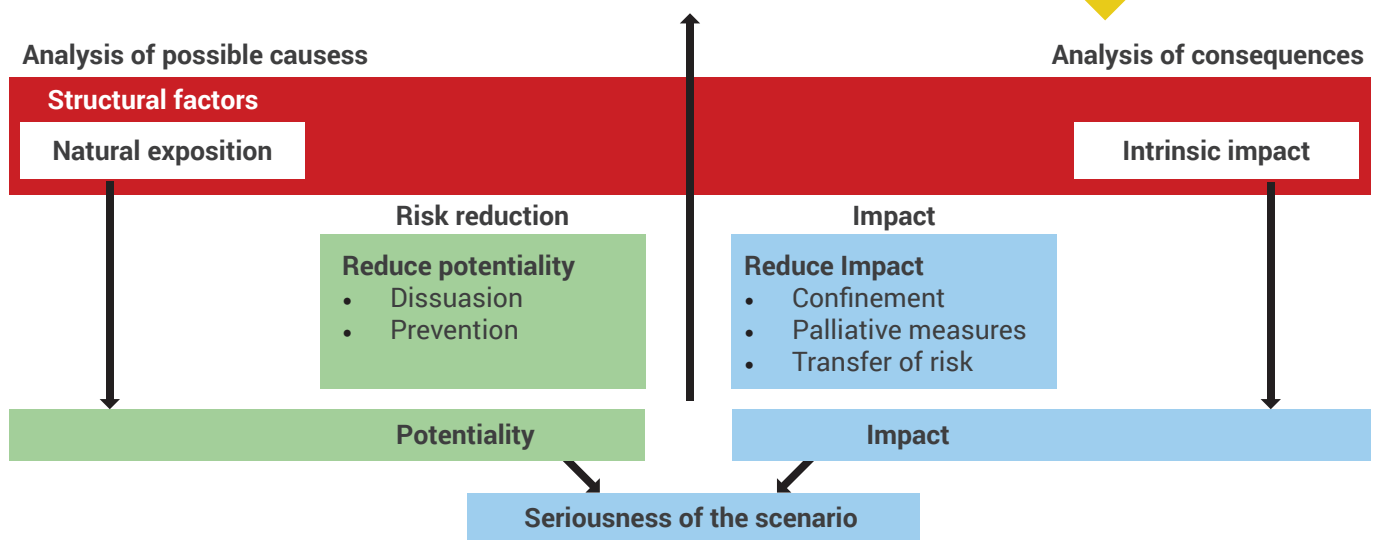 Analysis of possible causess
Analysis of consequences
Structural factors
Natural exposition
Intrinsic impact
Risk reduction
Impact
Reduce potentiality
• Dissuasion
• Prevention
Reduce Impact
• Confinement
• Palliative measures
• Transfer of risk
Potentiality
Impact
Seriousness of the scenario